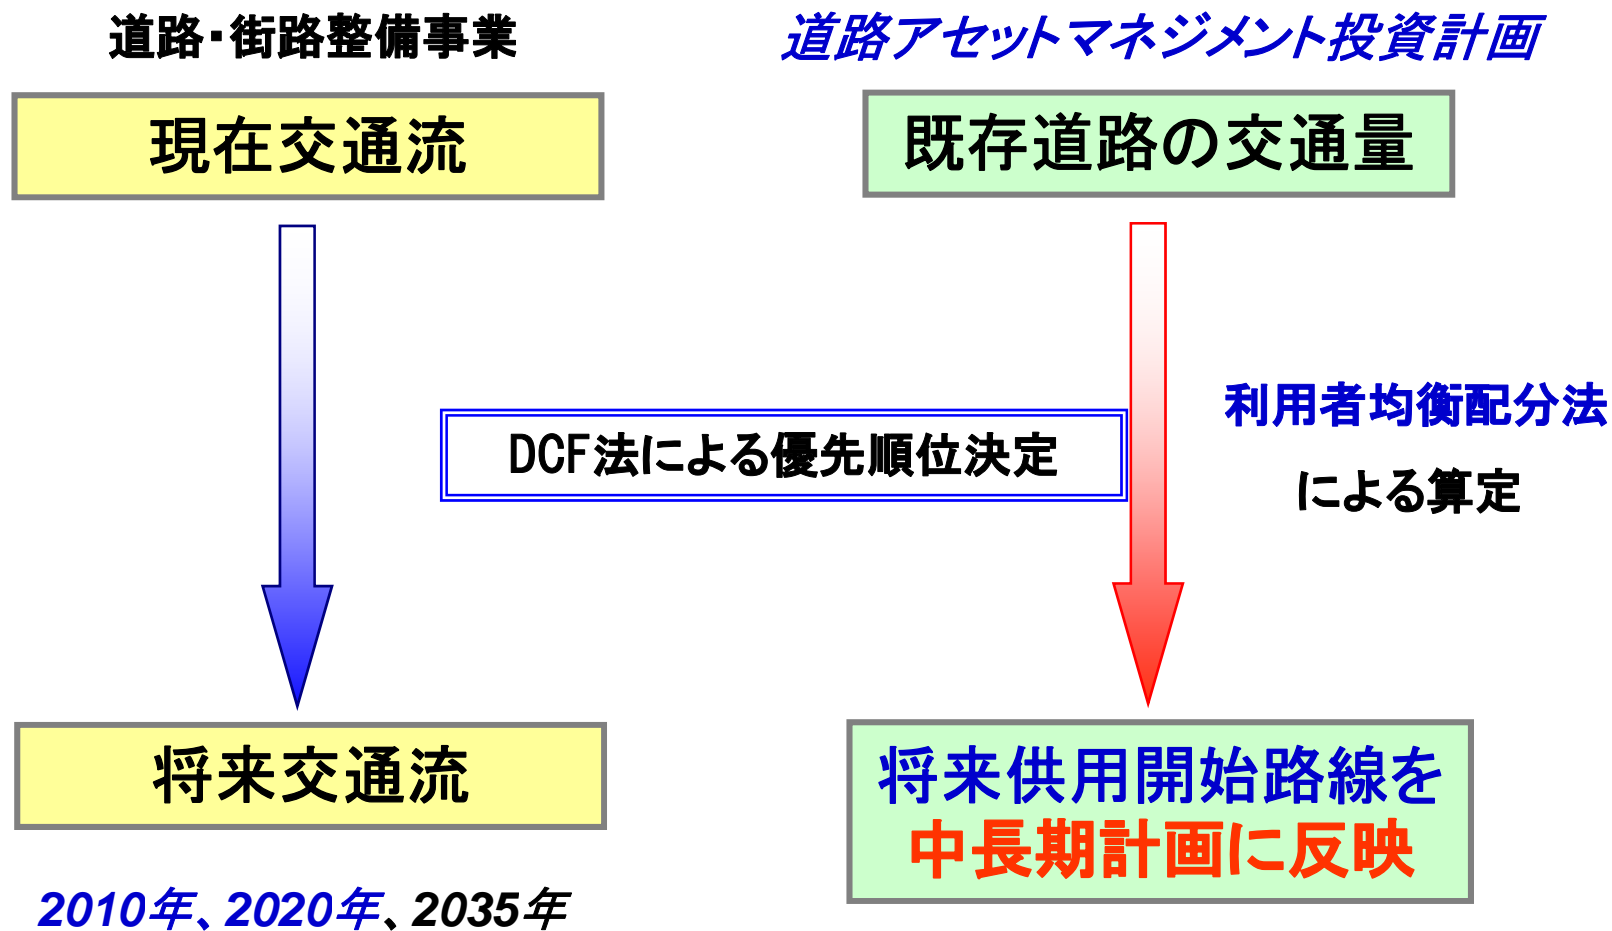 道路・街路整備事業
道路アセットマネジメント投資計画
現在交通流
既存道路の交通量
利用者均衡配分法
による算定
DCF法による優先順位決定
将来交通流
将来供用開始路線を
中長期計画に反映
2010年、2020年、2035年